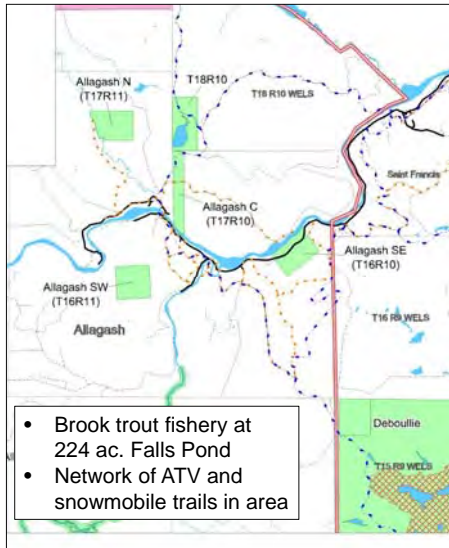 Allagash N
(T17R11)
T18R10
T18 R10 WELS
Saint Francis
Allagash C
(T17R10)
Allagash SE
(T16R10)
Allagash SW
(T16R11)
Allagash
T16 R9 WELS
Deboullie
T15 R9 WELS
• Brook trout fishery at
224 ac. Falls Pond
• Network of ATV and
snowmobile trails in area